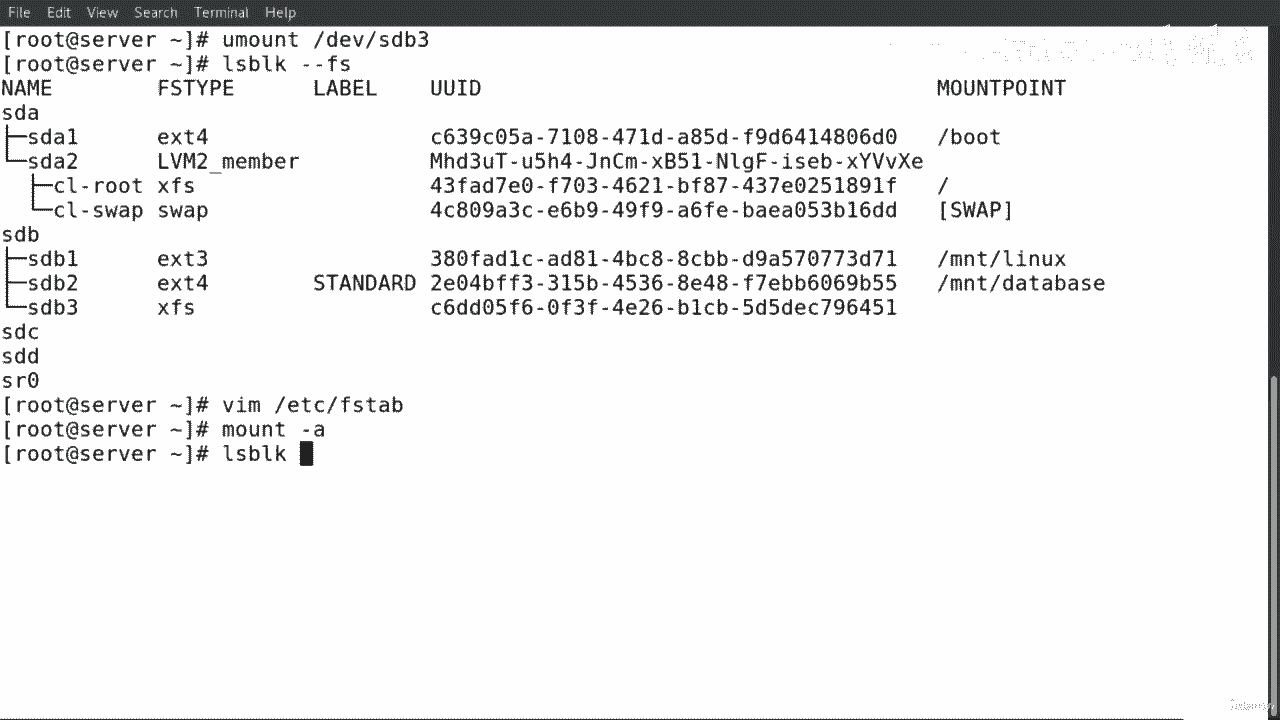 File Edit View Search Terminal Help
[root@server ~]# umount /dev/sdb3
[root@server ~]# lsblk --fs
NAME FSTYPE LABEL UUID MOUNTPOINT
sda
├─sda1 ext4 c639c05a-7108-471d-a85d-f9d6414806d0 /boot
└─sda2 LVM2_member Mhd3uT-u5h4-JnCm-xB51-NlgF-iseb-xYVvXe
├─cl-root xfs 43fad7e0-f703-4621-bf87-437e0251891f /
└─cl-swap swap 4c809a3c-e6b9-49f9-a6fe-baea053b16dd [SWAP]
sdb
├─sdb1 ext3 380fad1c-ad81-4bc8-8cbb-d9a570773d71 /mnt/linux
├─sdb2 ext4 STANDARD 2e04bff3-315b-4536-8e48-f7ebb6069b55 /mnt/database
└─sdb3 xfs c6dd05f6-0f3f-4e26-b1cb-5d5dec796451
sdc
sdd
sr0
[root@server ~]# vim /etc/fstab
[root@server ~]# mount -a
[root@server ~]# lsblk